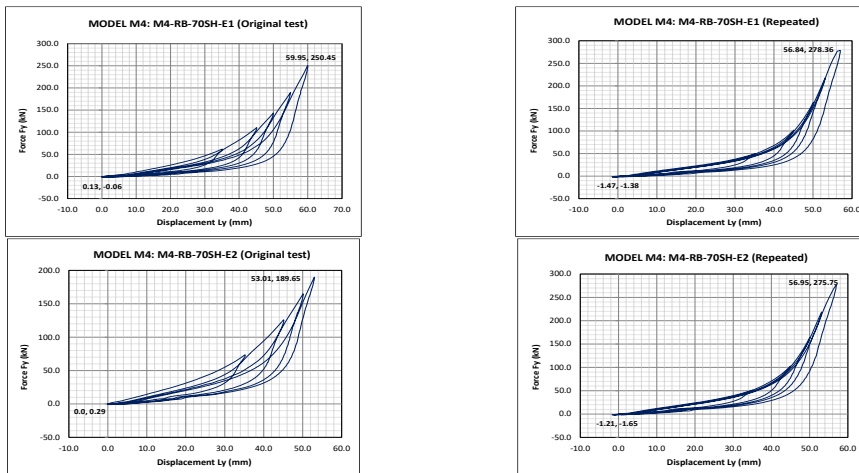 MODEL M4: M4-RB-70SH-E1 (Original test)
300.0
250.0
200.0
150.0
100.0
50.0
0.0
-50.0
Force Fy (kN)
59.95, 250.45
0.13, -0.06
-10.0 0.0 10.0 20.0 30.0 40.0 50.0 60.0 70.0
Displacement Ly (mm)
MODEL M4: M4-RB-70SH-E1 (Repeated)
300.0
250.0
200.0
150.0
100.0
50.0
0.0
-50.0
Force Fy (kN)
56.84, 278.36
-1.47, -1.38
-10.0 0.0 10.0 20.0 30.0 40.0 50.0 60.0
Displacement Ly (mm)
MODEL M4: M4-RB-70SH-E2 (Original test)
200.0
150.0
100.0
50.0
0.0
-50.0
Force Fy (kN)
53.01, 189.65
0.0, 0.29
-10.0 0.0 10.0 20.0 30.0 40.0 50.0 60.0
Displacement Ly (mm)
MODEL M4: M4-RB-70SH-E2 (Repeated)
300.0
250.0
200.0
150.0
100.0
50.0
0.0
-50.0
Force Fy (kN)
56.95, 275.75
-1.21, -1.65
-10.0 0.0 10.0 20.0 30.0 40.0 50.0 60.0
Displacement Ly (mm)